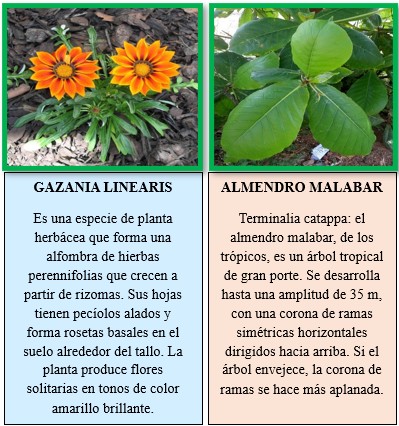 GAZANIA LINEARIS
Es una especie de planta
herbácea que forma una
alfombra de hierbas
perennifolias que crecen a
partir de rizomas. Sus hojas
tienen pecíolos alados y
forma rosetas basales en el
suelo alrededor del tallo. La
planta produce flores
solitarias en tonos de color
amarillo brillante.
ALMENDRO MALABAR
Terminalia catappa: el
almendro malabar, de los
trópicos, es un árbol tropical
de gran porte. Se desarrolla
hasta una amplitud de 35 m,
con una corona de ramas
simétricas horizontales
dirigidos hacia arriba. Si el
árbol envejece, la corona de
ramas se hace más aplanada.